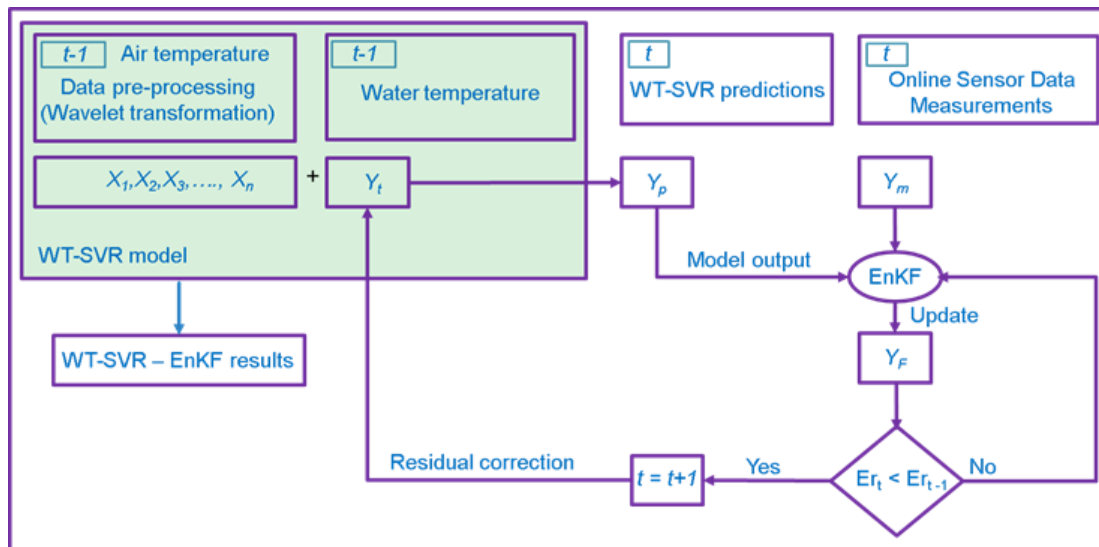 t-1 Air temperature
Data pre-processing
(Wavelet transformation)
t-1
Water temperature
t
WT-SVR predictions
t
Online Sensor Data
Measurements
X1,X2,X3,...., Xn
+
Yt
Yp
Ym
WT-SVR model
Model output
EnKF
Update
WT-SVR – EnKF results
YF
Residual correction
t = t+1
Yes
Ert < Ert-1
No